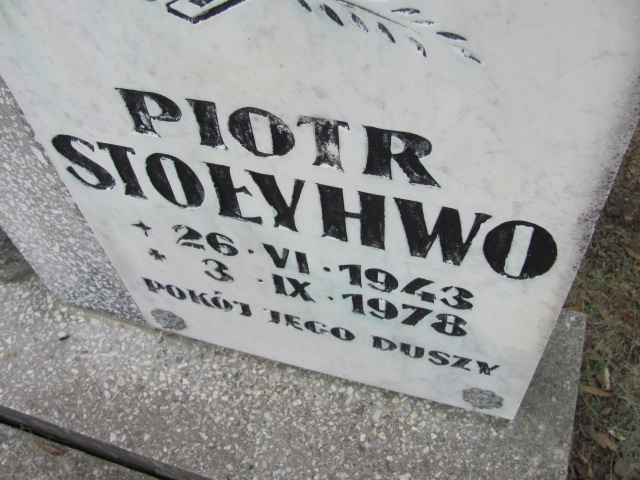 PIOTR
STOŁYHWO
+ 26 · VI · 1943
* 3 · IX · 1978
POKÓJ JEGO DUSZY